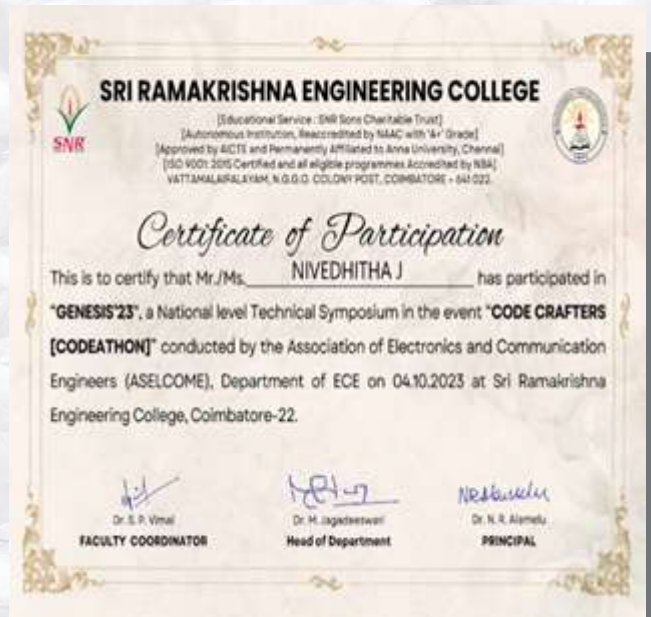 SRI RAMAKRISHNA ENGINEERING COLLEGE
[Educational Service : SNR Sons Charitable Trust]
[Autonomous Institution, Reaccredited by NAAC with 'A+' Grade]
[Approved by AICTE and Permanently Affiliated to Anna University, Chennai]
[ISO 9001: 2015 Certified and all eligible programmes Accredited by NBA]
VATTAMALAIPALAYAM, N.G.G.O. COLONY POST, COIMBATORE - 641 022.
SNR
Certificate of Participation
This is to certify that Mr./Ms. NIVEDHITHA J has participated in
"GENESIS'23", a National level Technical Symposium in the event "CODE CRAFTERS
[CODEATHON]" conducted by the Association of Electronics and Communication
Engineers (ASELCOME), Department of ECE on 04.10.2023 at Sri Ramakrishna
Engineering College, Coimbatore-22.
Dr. S. P. Vimal Dr. M. Jagadeeswari Dr. N. R. Alamelu
FACULTY COORDINATOR Head of Department PRINCIPAL